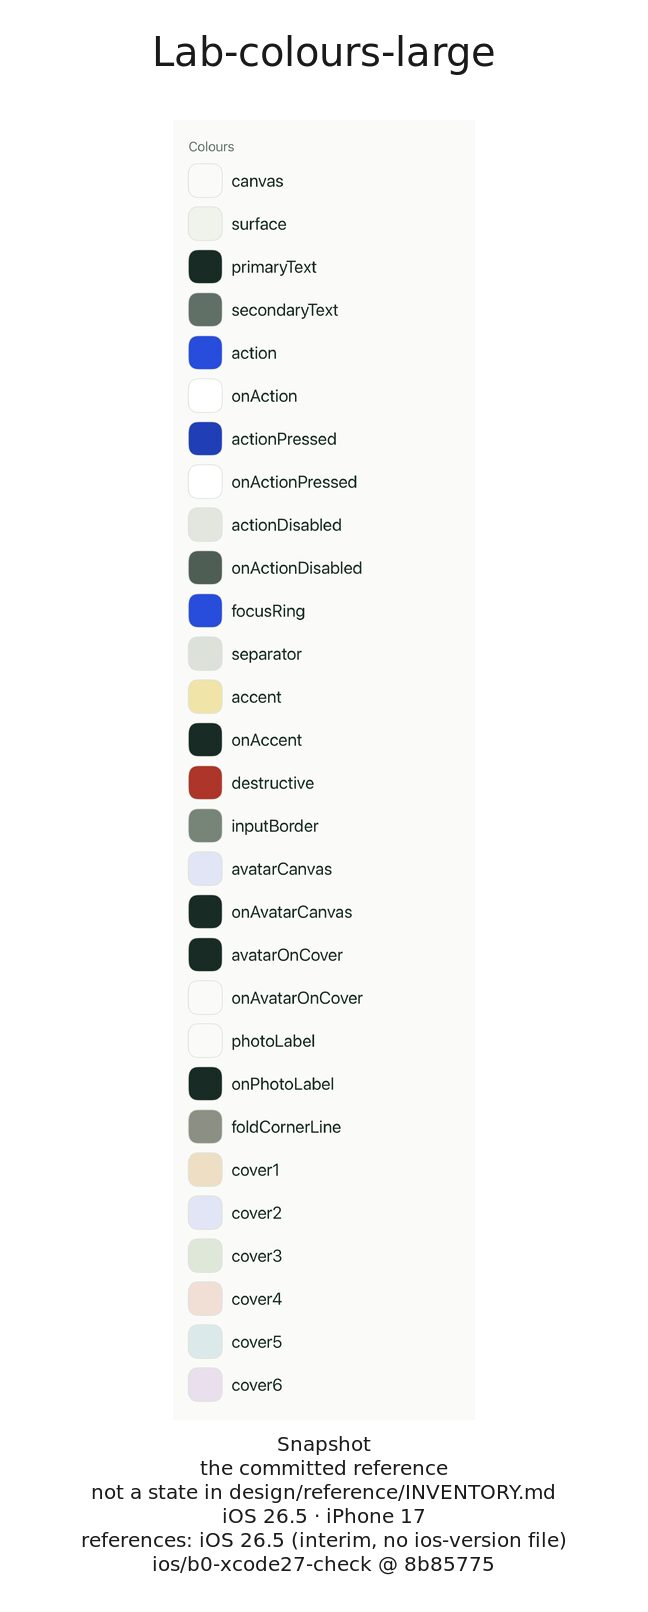 Lab-colours-large
Colours
canvas
surface
primaryText
secondaryText
action
onAction
actionPressed
onActionPressed
actionDisabled
onActionDisabled
focusRing
separator
accent
onAccent
destructive
inputBorder
avatarCanvas
onAvatarCanvas
avatarOnCover
onAvatarOnCover
photoLabel
onPhotoLabel
foldCornerLine
cover1
cover2
cover3
cover4
cover5
cover6
Snapshot
the committed reference
not a state in design/reference/INVENTORY.md
iOS 26.5 · iPhone 17
references: iOS 26.5 (interim, no ios-version file)
ios/b0-xcode27-check @ 8b85775